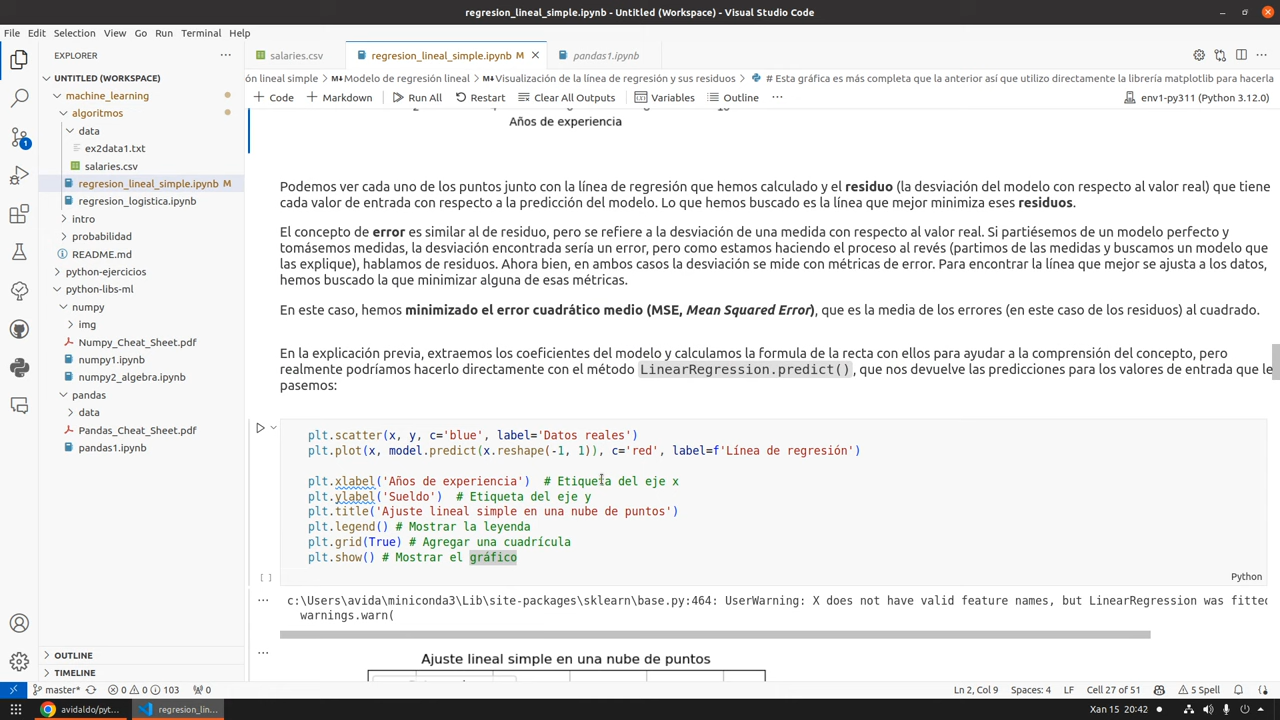 regresion_lineal_simple.ipynb - Untitled (Workspace) - Visual Studio Code
File Edit Selection View Go Run Terminal Help
EXPLORER
salaries.csv
regresion_lineal_simple.ipynb M
pandas1.ipynb
ón lineal simple > Modelo de regresión lineal > Visualización de la línea de regresión y sus residuos > # Esta gráfica es más completa que la anterior así que utilizo directamente la librería matplotlib para hacerla
+ Code + Markdown Run All Restart Clear All Outputs Variables Outline ... env1-py311 (Python 3.12.0)
UNTITLED (WORKSPACE)
machine_learning
algoritmos
data
ex2data1.txt
salaries.csv
regresion_lineal_simple.ipynb M
regresion_logistica.ipynb
intro
probabilidad
README.md
python-ejercicios
python-libs-ml
numpy
img
Numpy_Cheat_Sheet.pdf
numpy1.ipynb
numpy2_algebra.ipynb
pandas
data
Pandas_Cheat_Sheet.pdf
pandas1.ipynb
OUTLINE
TIMELINE
Años de experiencia
Podemos ver cada uno de los puntos junto con la línea de regresión que hemos calculado y el residuo (la desviación del modelo con respecto al valor real) que tiene
cada valor de entrada con respecto a la predicción del modelo. Lo que hemos buscado es la línea que mejor minimiza eses residuos.
El concepto de error es similar al de residuo, pero se refiere a la desviación de una medida con respecto al valor real. Si partiésemos de un modelo perfecto y
tomásemos medidas, la desviación encontrada sería un error, pero como estamos haciendo el proceso al revés (partimos de las medidas y buscamos un modelo que
las explique), hablamos de residuos. Ahora bien, en ambos casos la desviación se mide con métricas de error. Para encontrar la línea que mejor se ajusta a los datos,
hemos buscado la que minimizar alguna de esas métricas.
En este caso, hemos minimizado el error cuadrático medio (MSE, Mean Squared Error), que es la media de los errores (en este caso de los residuos) al cuadrado.
En la explicación previa, extraemos los coeficientes del modelo y calculamos la formula de la recta con ellos para ayudar a la comprensión del concepto, pero
realmente podríamos hacerlo directamente con el método LinearRegression.predict(), que nos devuelve las predicciones para los valores de entrada que le
pasemos:
plt.scatter(x, y, c='blue', label='Datos reales')
plt.plot(x, model.predict(x.reshape(-1, 1)), c='red', label=f'Línea de regresión')
plt.xlabel('Años de experiencia') # Etiqueta del eje x
plt.ylabel('Sueldo') # Etiqueta del eje y
plt.title('Ajuste lineal simple en una nube de puntos')
plt.legend() # Mostrar la leyenda
plt.grid(True) # Agregar una cuadrícula
plt.show() # Mostrar el gráfico
[ ]
Python
c:\Users\avida\miniconda3\Lib\site-packages\sklearn\base.py:464: UserWarning: X does not have valid feature names, but LinearRegression was fitted
warnings.warn(
Ajuste lineal simple en una nube de puntos
master* 0 0 103 0 Ln 2, Col 9 Spaces: 4 LF Cell 27 of 51 5 Spell
avidaldo/pyt... regresion_line... Xan 15 20:42